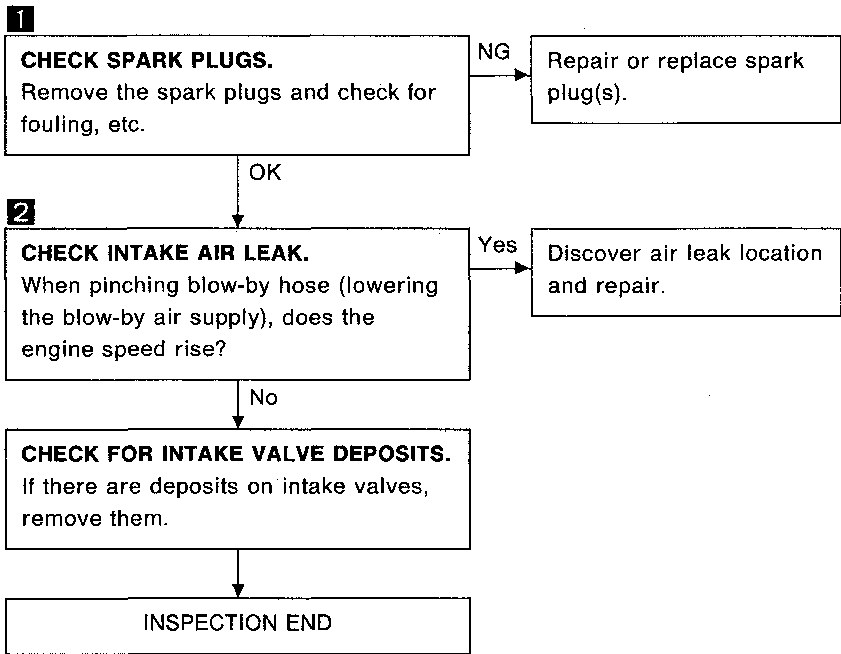 1
CHECK SPARK PLUGS.
Remove the spark plugs and check for
fouling, etc.
NG
Repair or replace spark
plug(s).
OK
2
CHECK INTAKE AIR LEAK.
When pinching blow-by hose (lowering
the blow-by air supply), does the
engine speed rise?
Yes
Discover air leak location
and repair.
No
CHECK FOR INTAKE VALVE DEPOSITS.
If there are deposits on intake valves,
remove them.
INSPECTION END